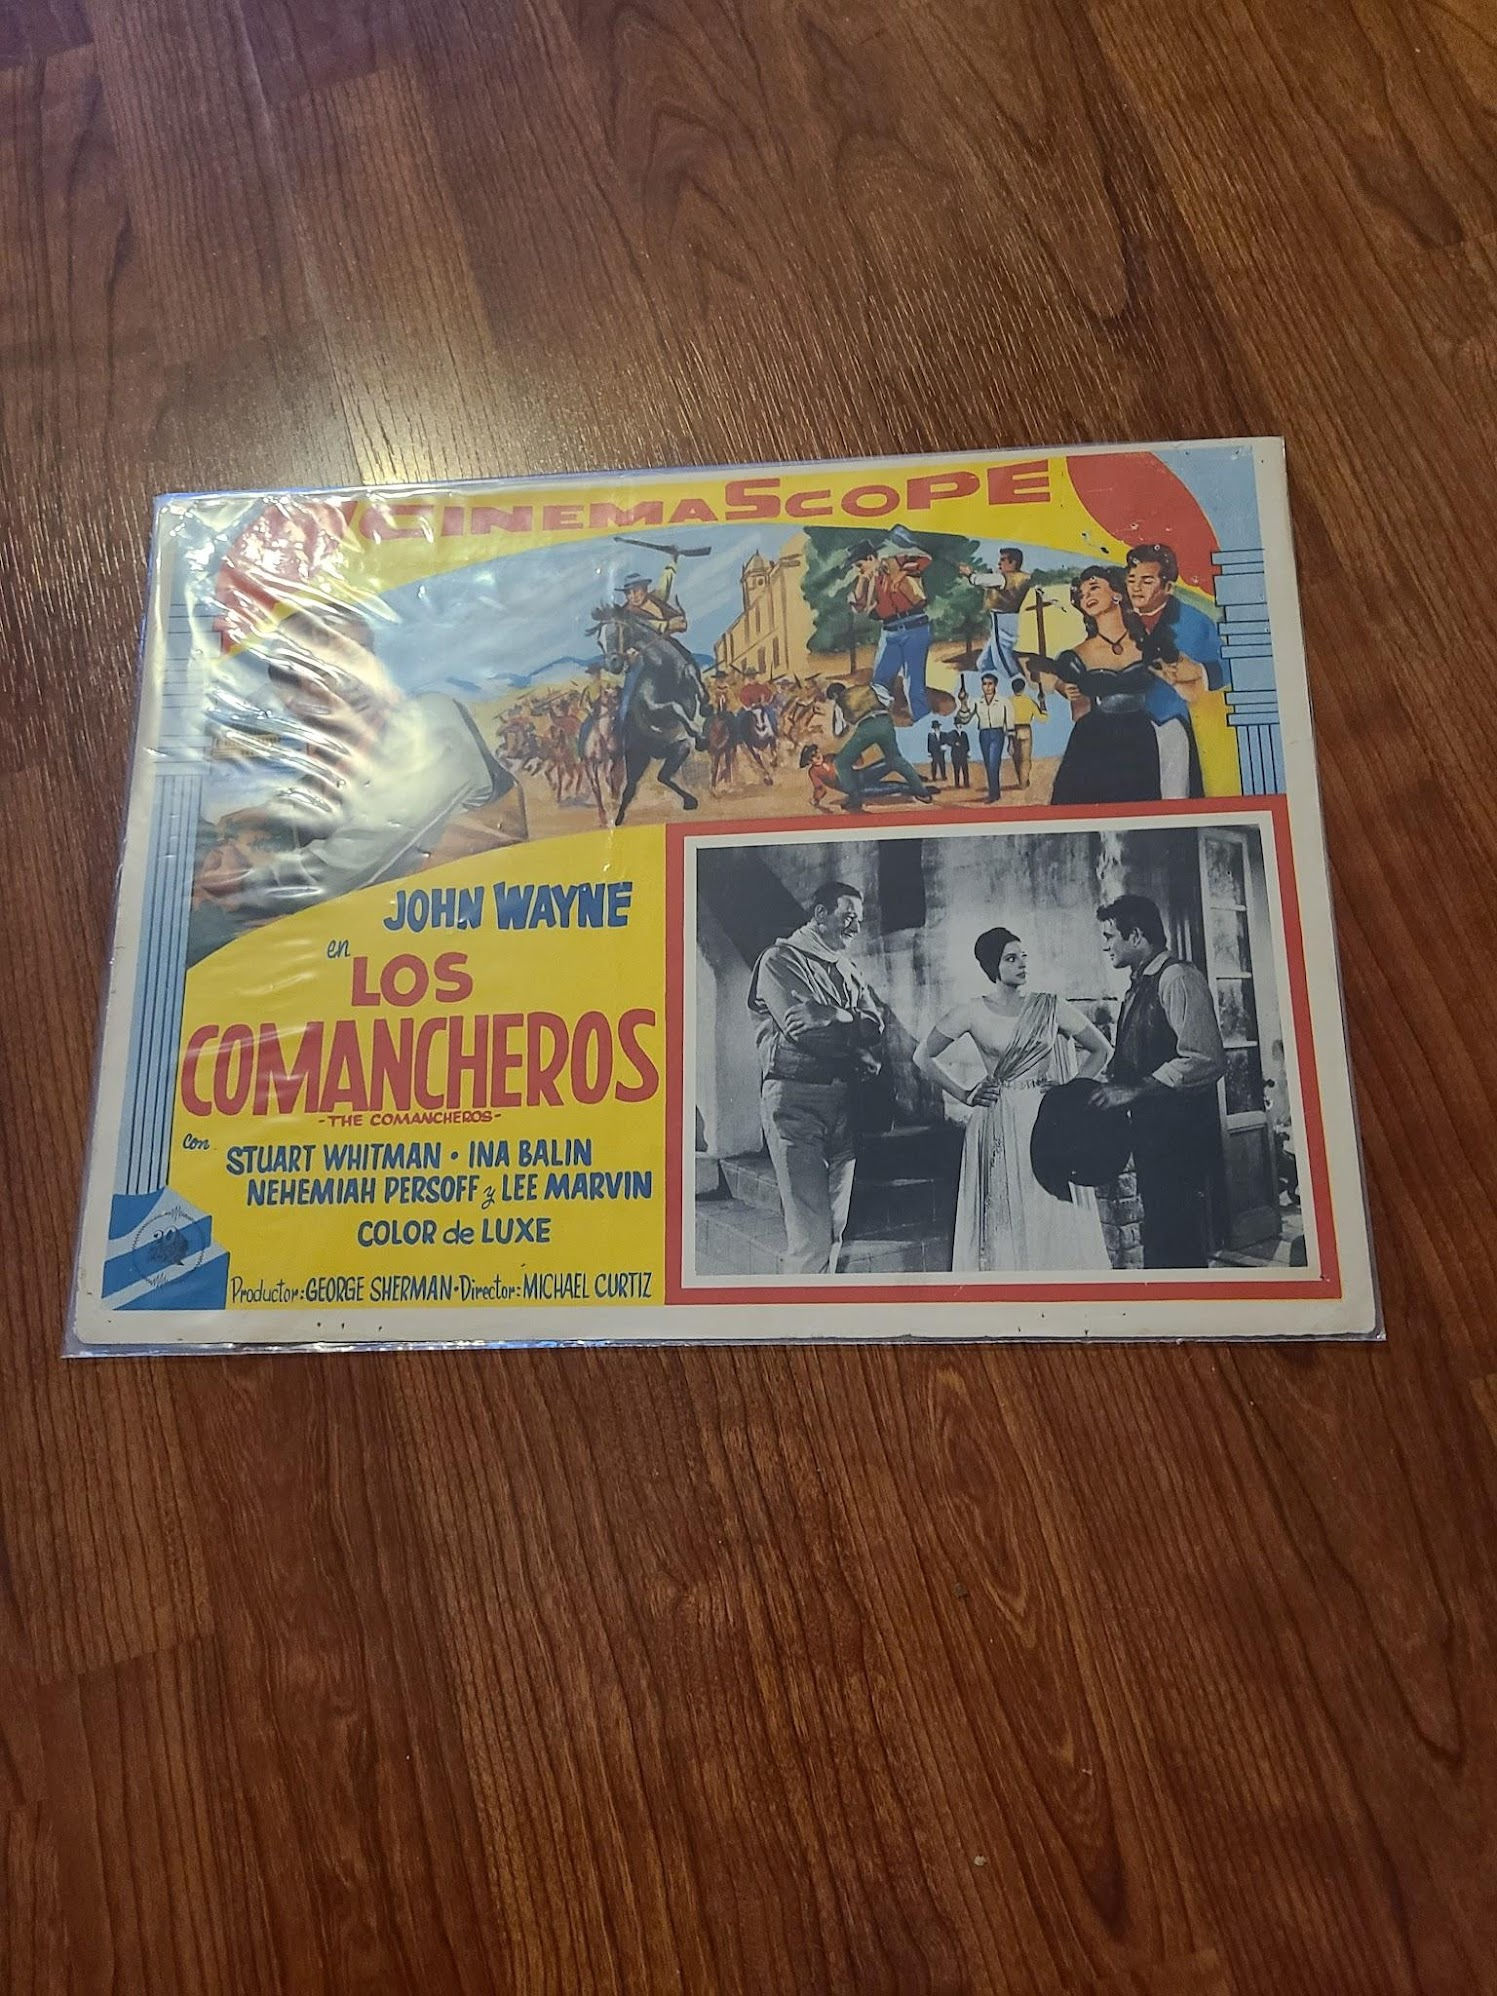 CINEMASCOPE
JOHN WAYNE
en
LOS
COMANCHEROS
-THE COMANCHEROS-
con
STUART WHITMAN • INA BALIN
NEHEMIAH PERSOFF y LEE MARVIN
COLOR de LUXE
Productor: GEORGE SHERMAN • Director: MICHAEL CURTIZ